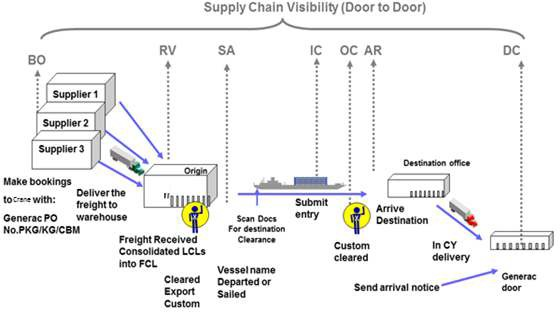 Supply Chain Visibility (Door to Door)
BO
RV
SA
IC
OC
AR
DC
Supplier 1
Supplier 2
Supplier 3
Origin
Destination office
Make bookings
to Crane with:
Generac PO
No.PKG/KG/CBM
Deliver the
freight to
warehouse
Freight Received
Consolidated LCLs
into FCL
Cleared
Export
Custom
Scan Docs
For destination
Clearance
Vessel name
Departed or
Sailed
Submit
entry
Custom
cleared
Arrive
Destination
In CY
delivery
Send arrival notice
Generac
door